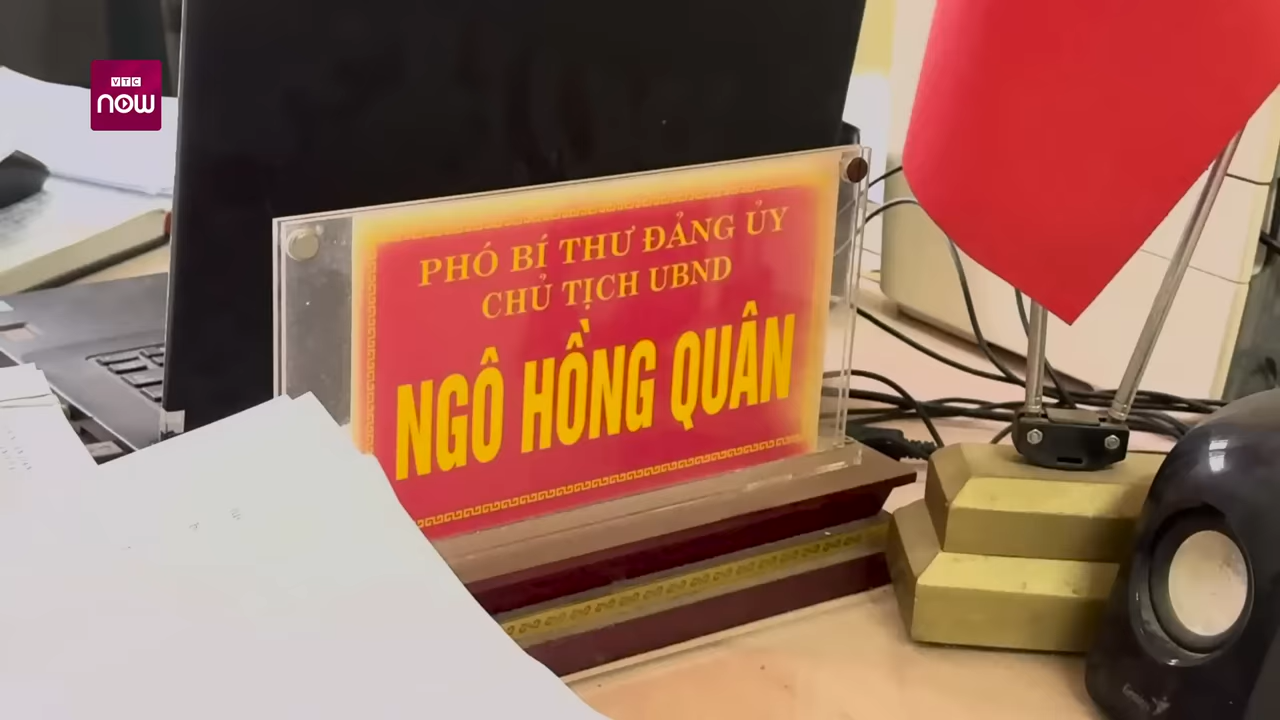 VTC
now
PHÓ BÍ THƯ ĐẢNG ỦY
CHỦ TỊCH UBND
NGÔ HỒNG QUÂN